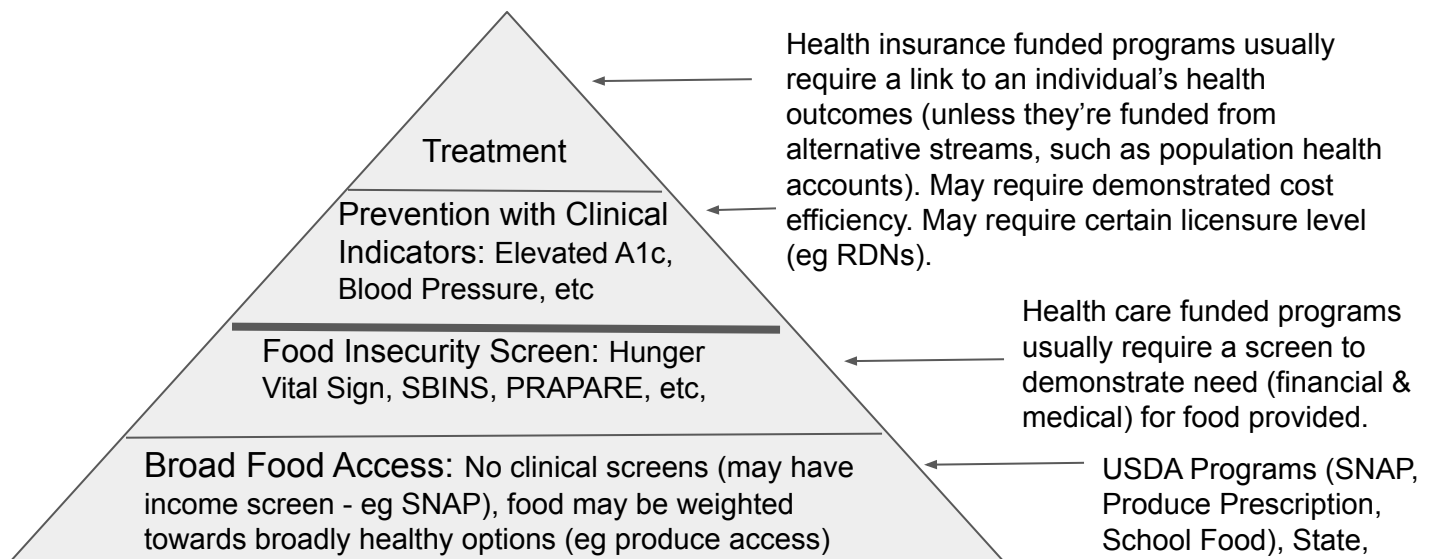 Health insurance funded programs usually
require a link to an individual’s health
outcomes (unless they’re funded from
alternative streams, such as population health
accounts). May require demonstrated cost
efficiency. May require certain licensure level
(eg RDNs).
Treatment
Prevention with Clinical
Indicators: Elevated A1c,
Blood Pressure, etc
Health care funded programs
usually require a screen to
demonstrate need (financial &
medical) for food provided.
Food Insecurity Screen: Hunger
Vital Sign, SBINS, PRAPARE, etc,
Broad Food Access: No clinical screens (may have
income screen - eg SNAP), food may be weighted
towards broadly healthy options (eg produce access)
USDA Programs (SNAP,
Produce Prescription,
School Food), State,